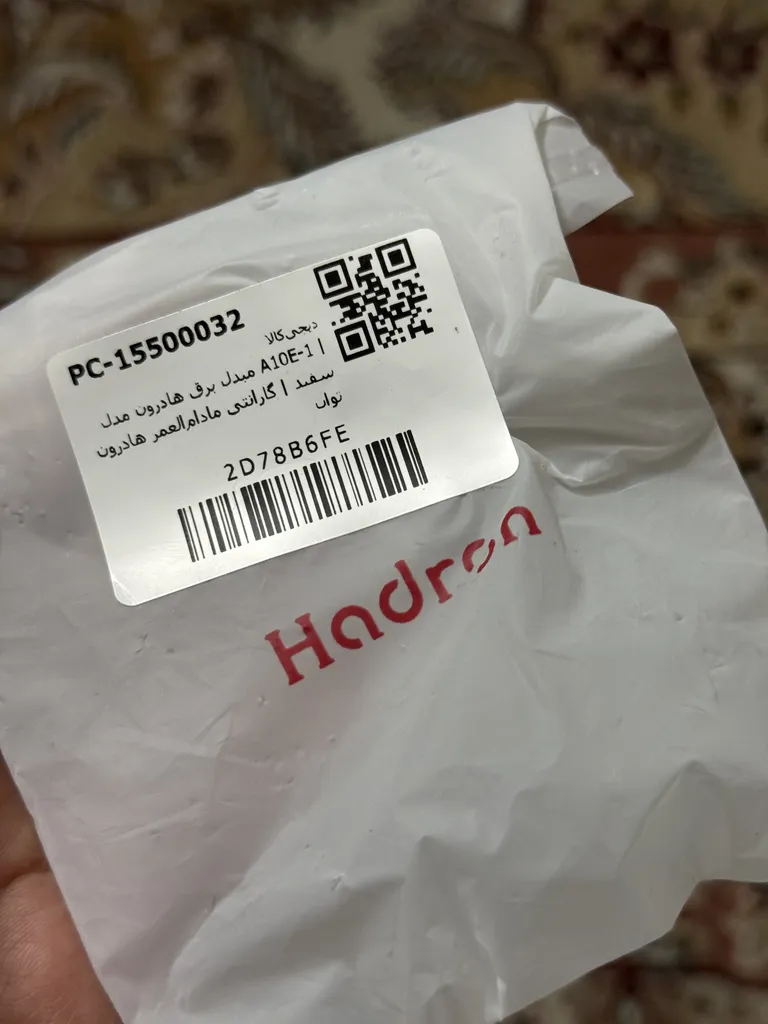 PC-15500032
دیجی‌کالا
مبدل برق هادرون مدل A10E-1 |
سفید | گارانتی مادام‌العمر هادرون
توان
2D78B6FE
Hadron